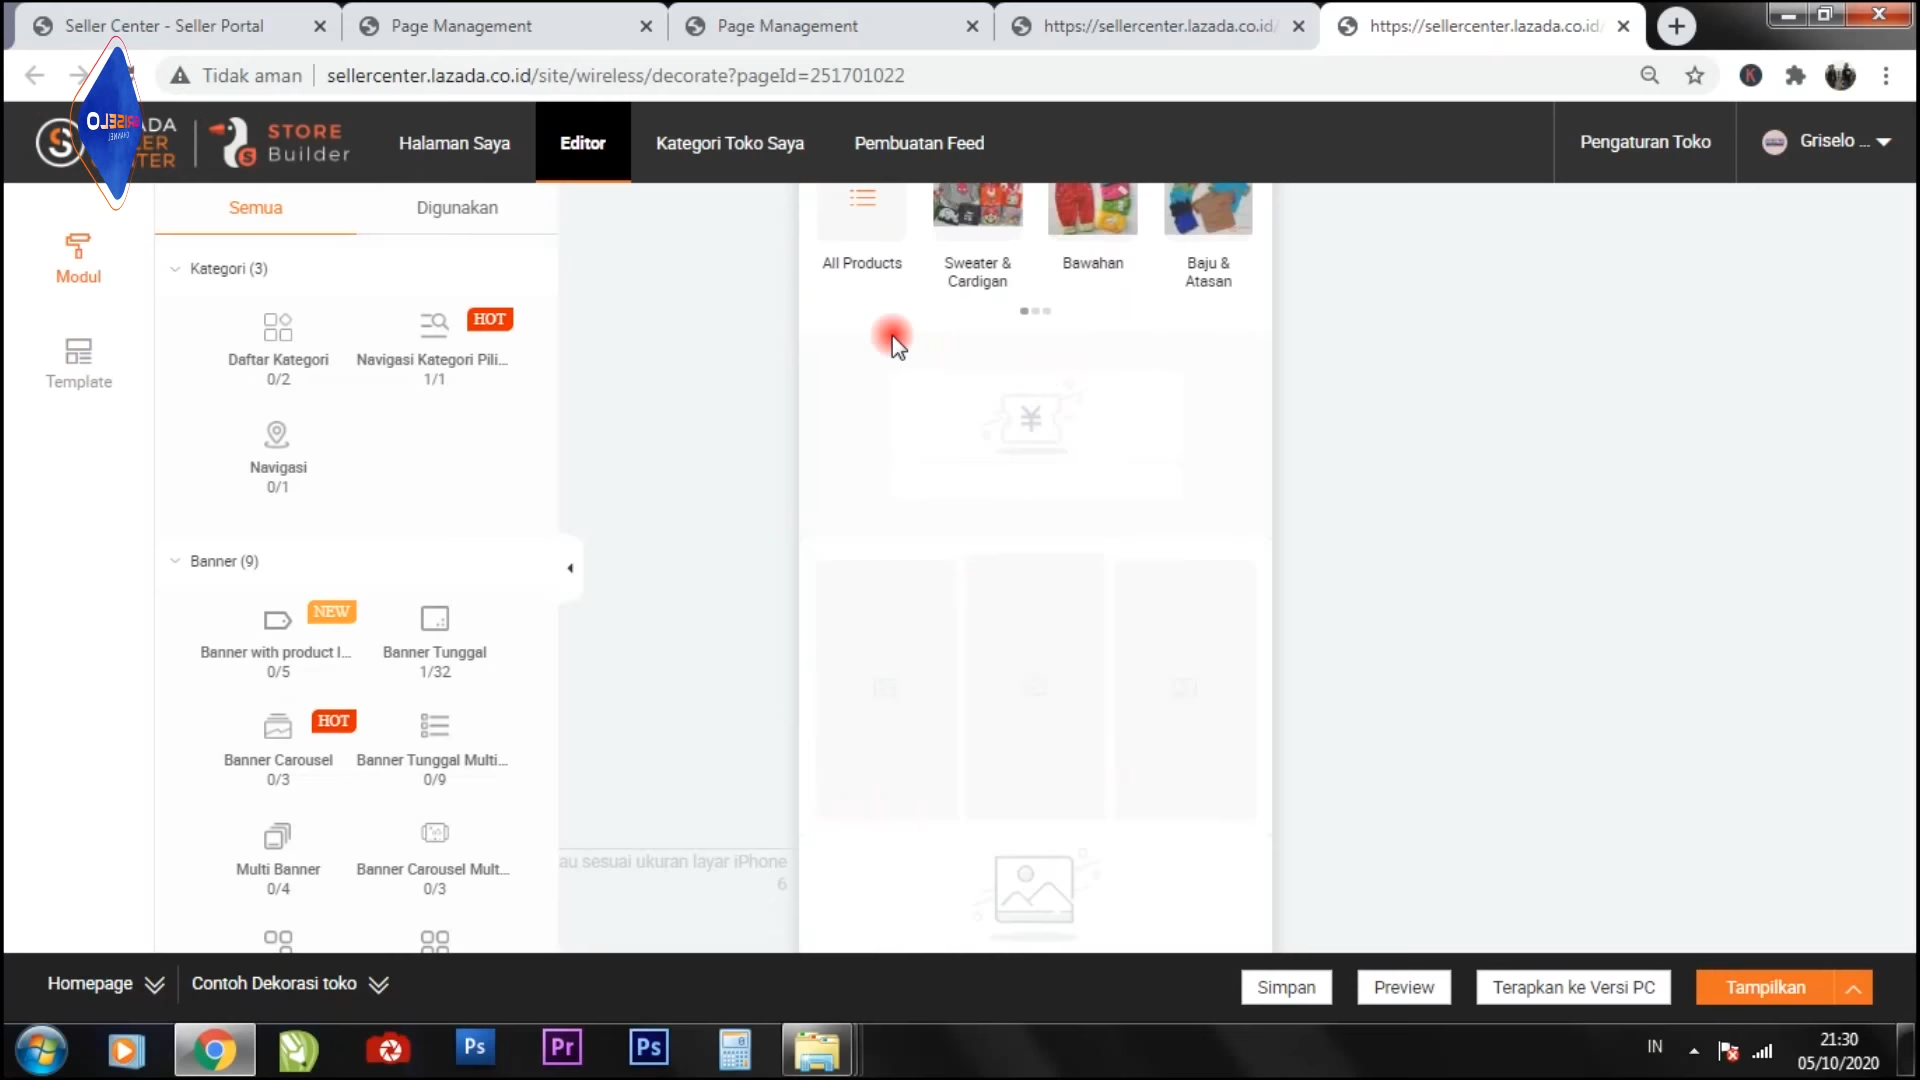 Seller Center - Seller Portal
Page Management
Page Management
https://sellercenter.lazada.co.id/
https://sellercenter.lazada.co.id/
Tidak aman
sellercenter.lazada.co.id/site/wireless/decorate?pageId=251701022
K
STORE
Builder
Halaman Saya
Editor
Kategori Toko Saya
Pembuatan Feed
Pengaturan Toko
Griselo ...
Modul
Template
Semua
Digunakan
Kategori (3)
HOT
Daftar Kategori
0/2
Navigasi Kategori Pili...
1/1
Navigasi
0/1
Banner (9)
NEW
Banner with product I...
0/5
Banner Tunggal
1/32
HOT
Banner Carousel
0/3
Banner Tunggal Multi...
0/9
Multi Banner
0/4
Banner Carousel Mult...
0/3
au sesuai ukuran layar iPhone
6
All Products
Sweater &
Cardigan
Bawahan
Baju &
Atasan
¥
Homepage
Contoh Dekorasi toko
Simpan
Preview
Terapkan ke Versi PC
Tampilkan
Ps
Pr
Ps
IN
21:30
05/10/2020